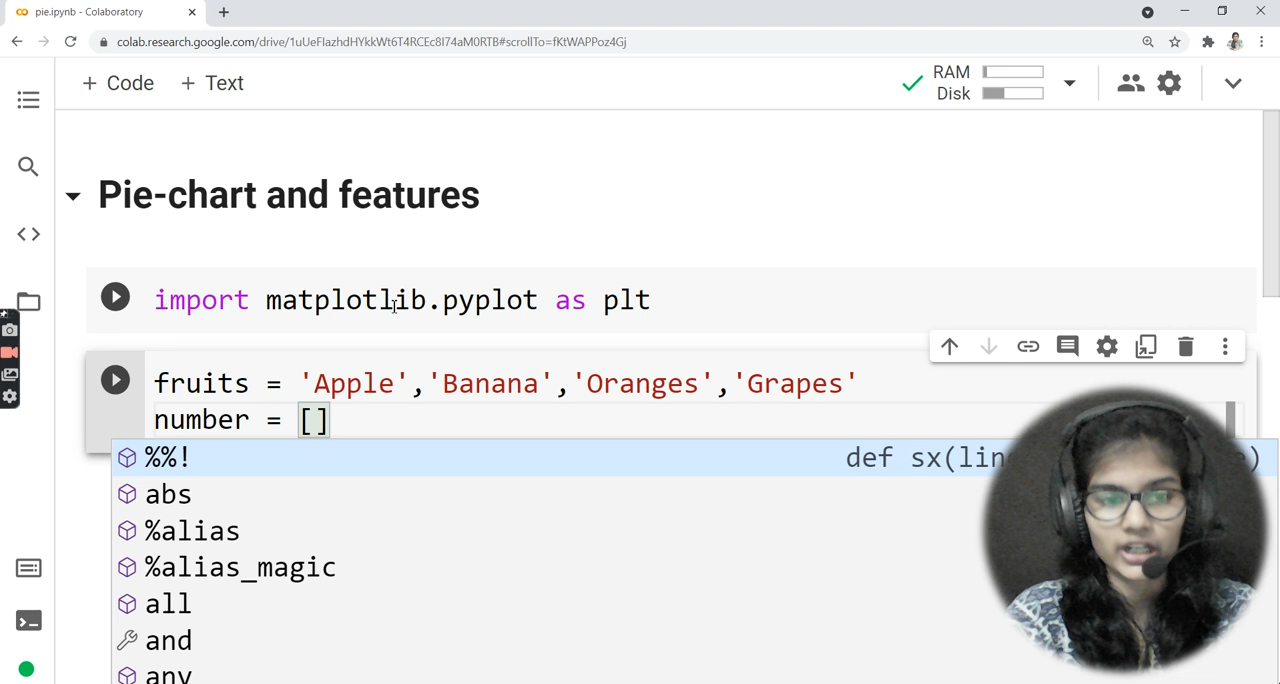 pie.ipynb - Colaboratory
colab.research.google.com/drive/1uUeFIazhdHYkkWt6T4RCEc8I74aM0RTB#scrollTo=fKtWAPPoz4Gj
+ Code + Text
RAM
Disk
Pie-chart and features
import matplotlib.pyplot as plt
fruits = 'Apple','Banana','Oranges','Grapes'
number = []
%%! def sx(lin
abs
%alias
%alias_magic
all
and
any